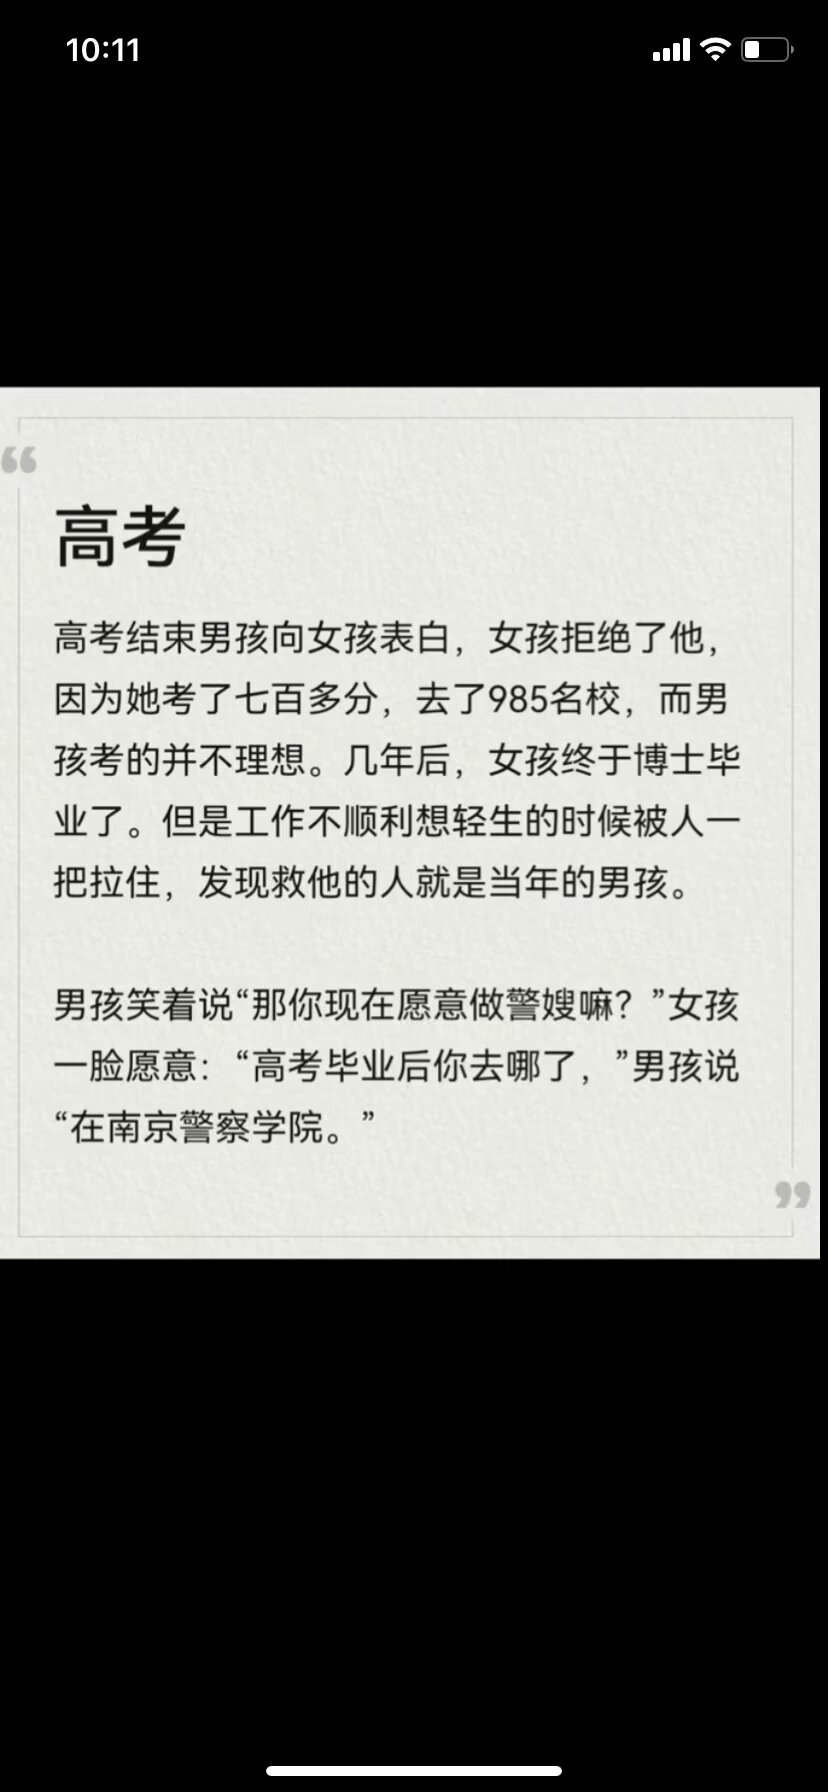 10:11
“
高考
高考结束男孩向女孩表白，女孩拒绝了他，
因为她考了七百多分，去了985名校，而男
孩考的并不理想。几年后，女孩终于博士毕
业了。但是工作不顺利想轻生的时候被人一
把拉住，发现救他的人就是当年的男孩。
男孩笑着说“那你现在愿意做警嫂嘛？”女孩
一脸愿意：“高考毕业后你去哪了，”男孩说
“在南京警察学院。”
”